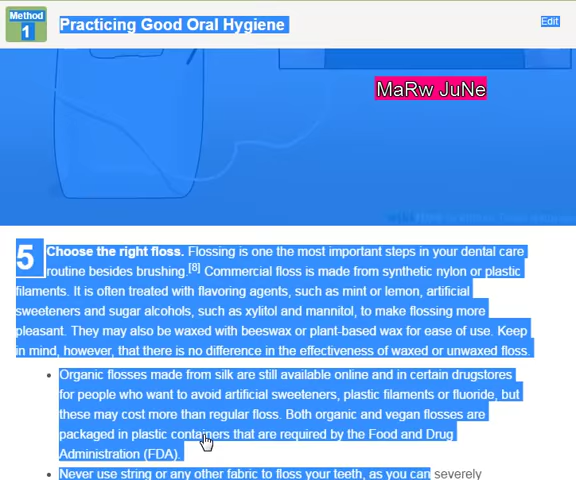 Method
1
Practicing Good Oral Hygiene
Edit
MaRw JuNe
5 Choose the right floss. Flossing is one the most important steps in your dental care
routine besides brushing.[8] Commercial floss is made from synthetic nylon or plastic
filaments. It is often treated with flavoring agents, such as mint or lemon, artificial
sweeteners and sugar alcohols, such as xylitol and mannitol, to make flossing more
pleasant. They may also be waxed with beeswax or plant-based wax for ease of use. Keep
in mind, however, that there is no difference in the effectiveness of waxed or unwaxed floss.
• Organic flosses made from silk are still available online and in certain drugstores
for people who want to avoid artificial sweeteners, plastic filaments or fluoride, but
these may cost more than regular floss. Both organic and vegan flosses are
packaged in plastic containers that are required by the Food and Drug
Administration (FDA).
• Never use string or any other fabric to floss your teeth, as you can severely